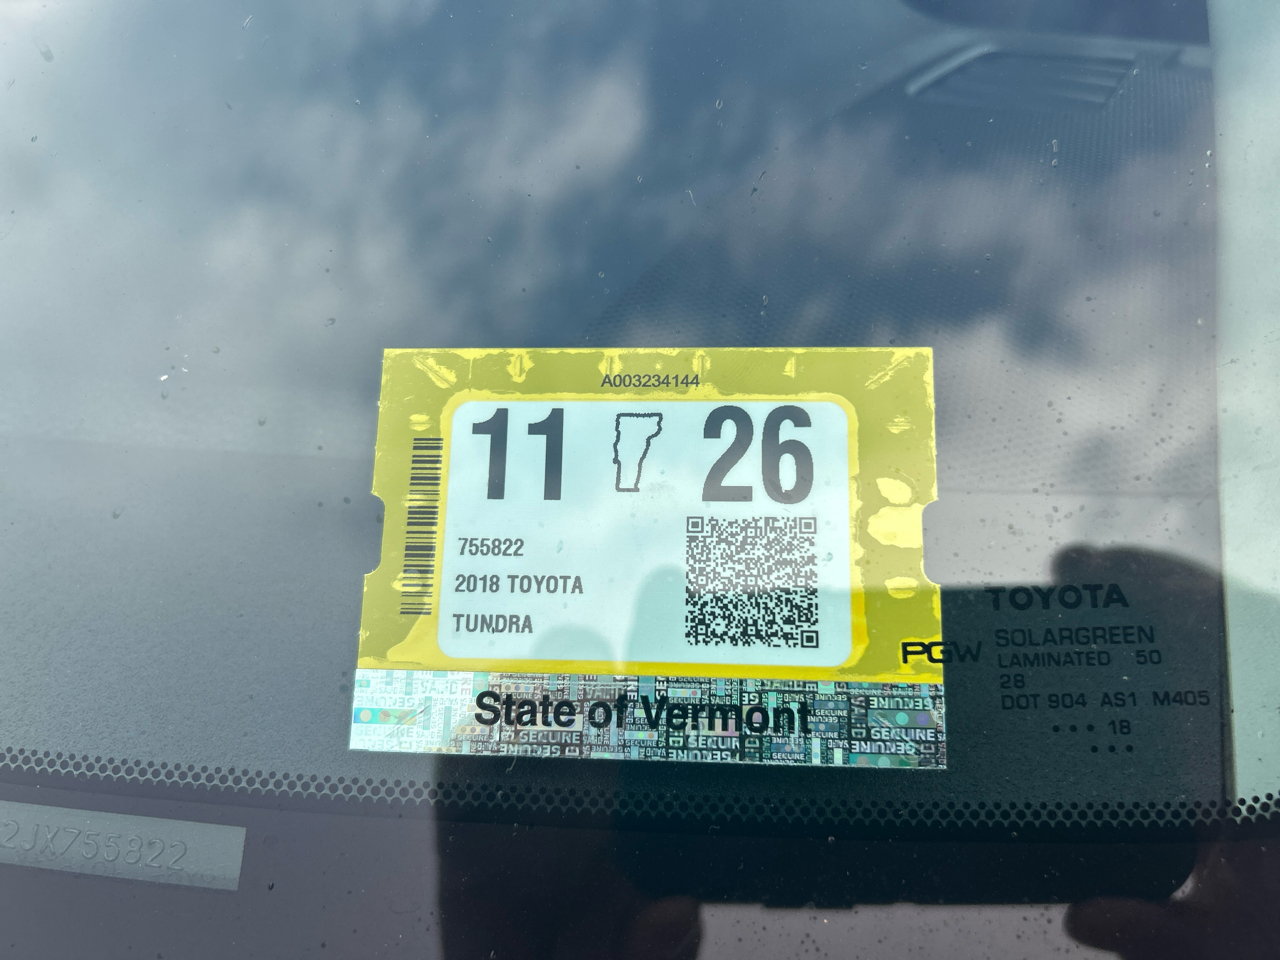 A003234144
11 26
755822
2018 TOYOTA
TUNDRA
State of Vermont
TOYOTA
PGW SOLARGREEN
LAMINATED 50
28
DOT 904 AS1 M405
••• 18
•••
2JX755822